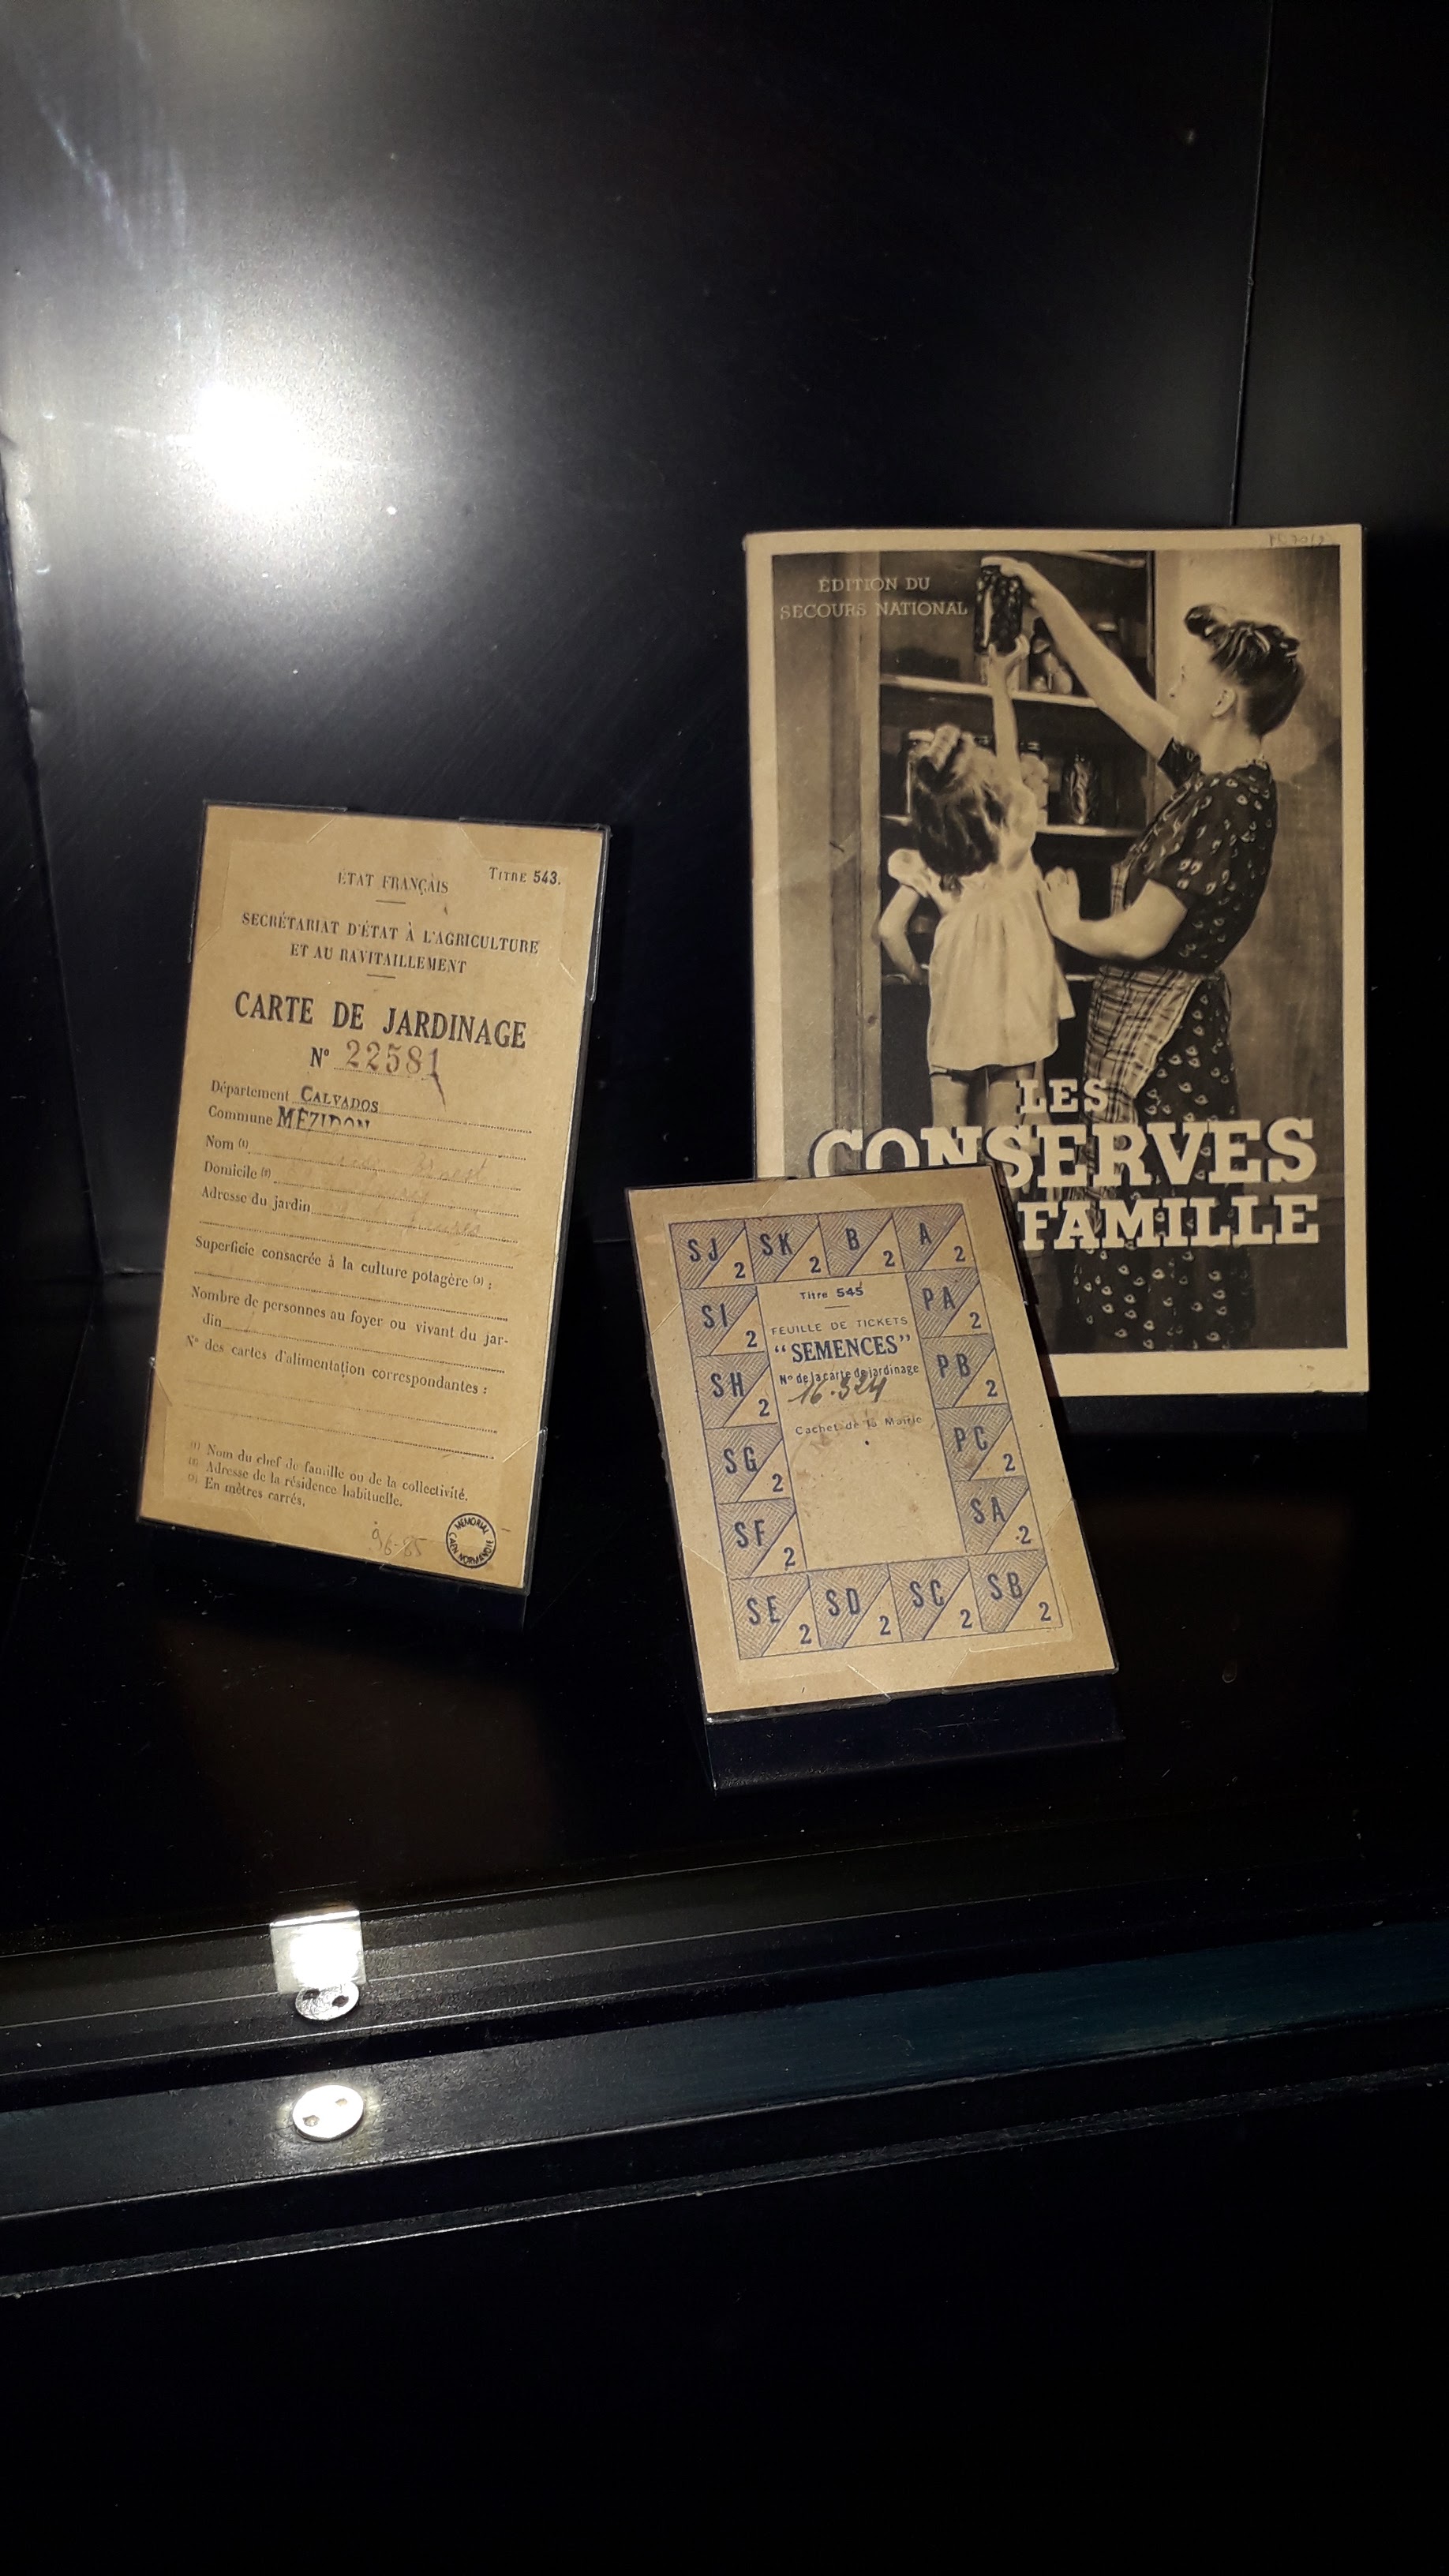 ÉTAT FRANÇAIS
TITRE 543.
SECRÉTARIAT D'ÉTAT À L'AGRICULTURE
ET AU RAVITAILLEMENT
CARTE DE JARDINAGE
N° 22581
Département CALVADOS
Commune MÉZIDON
Nom (1)
Domicile (2)
Adresse du jardin
Superficie consacrée à la culture potagère (3) :
Nombre de personnes au foyer ou vivant du jar-
din
N° des cartes d'alimentation correspondantes :
(1) Nom du chef de famille ou de la collectivité.
(2) Adresse de la résidence habituelle.
(3) En mètres carrés.
96-85
MEMORIAL
CAEN NORMANDIE
ÉDITION DU
SECOURS NATIONAL
LES
CONSERVES
FAMILLE
SJ 2 SK 2 B 2 A 2
SI 2
SH 2
SG 2
SF 2
SE 2 SD 2 SC 2 SB 2
PA 2
PB 2
PC 2
SA 2
Titre 545
FEUILLE DE TICKETS
"SEMENCES"
N° de la carte de jardinage
16.324
Cachet de la Mairie